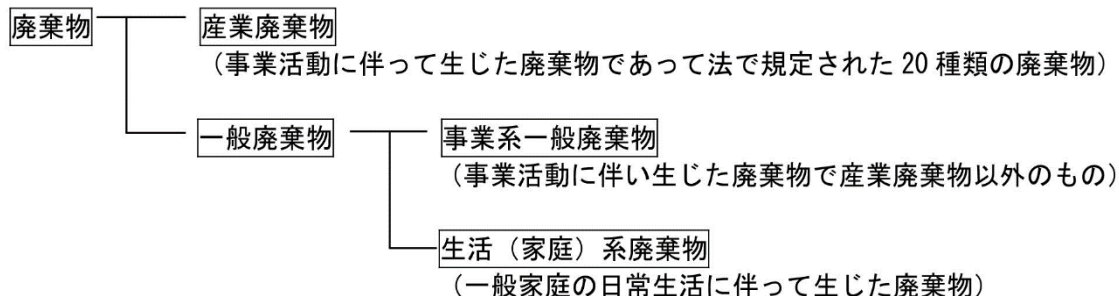 廃棄物 産業廃棄物
（事業活動に伴って生じた廃棄物であって法で規定された 20 種類の廃棄物）
一般廃棄物 事業系一般廃棄物
（事業活動に伴い生じた廃棄物で産業廃棄物以外のもの）
生活（家庭）系廃棄物
（一般家庭の日常生活に伴って生じた廃棄物）